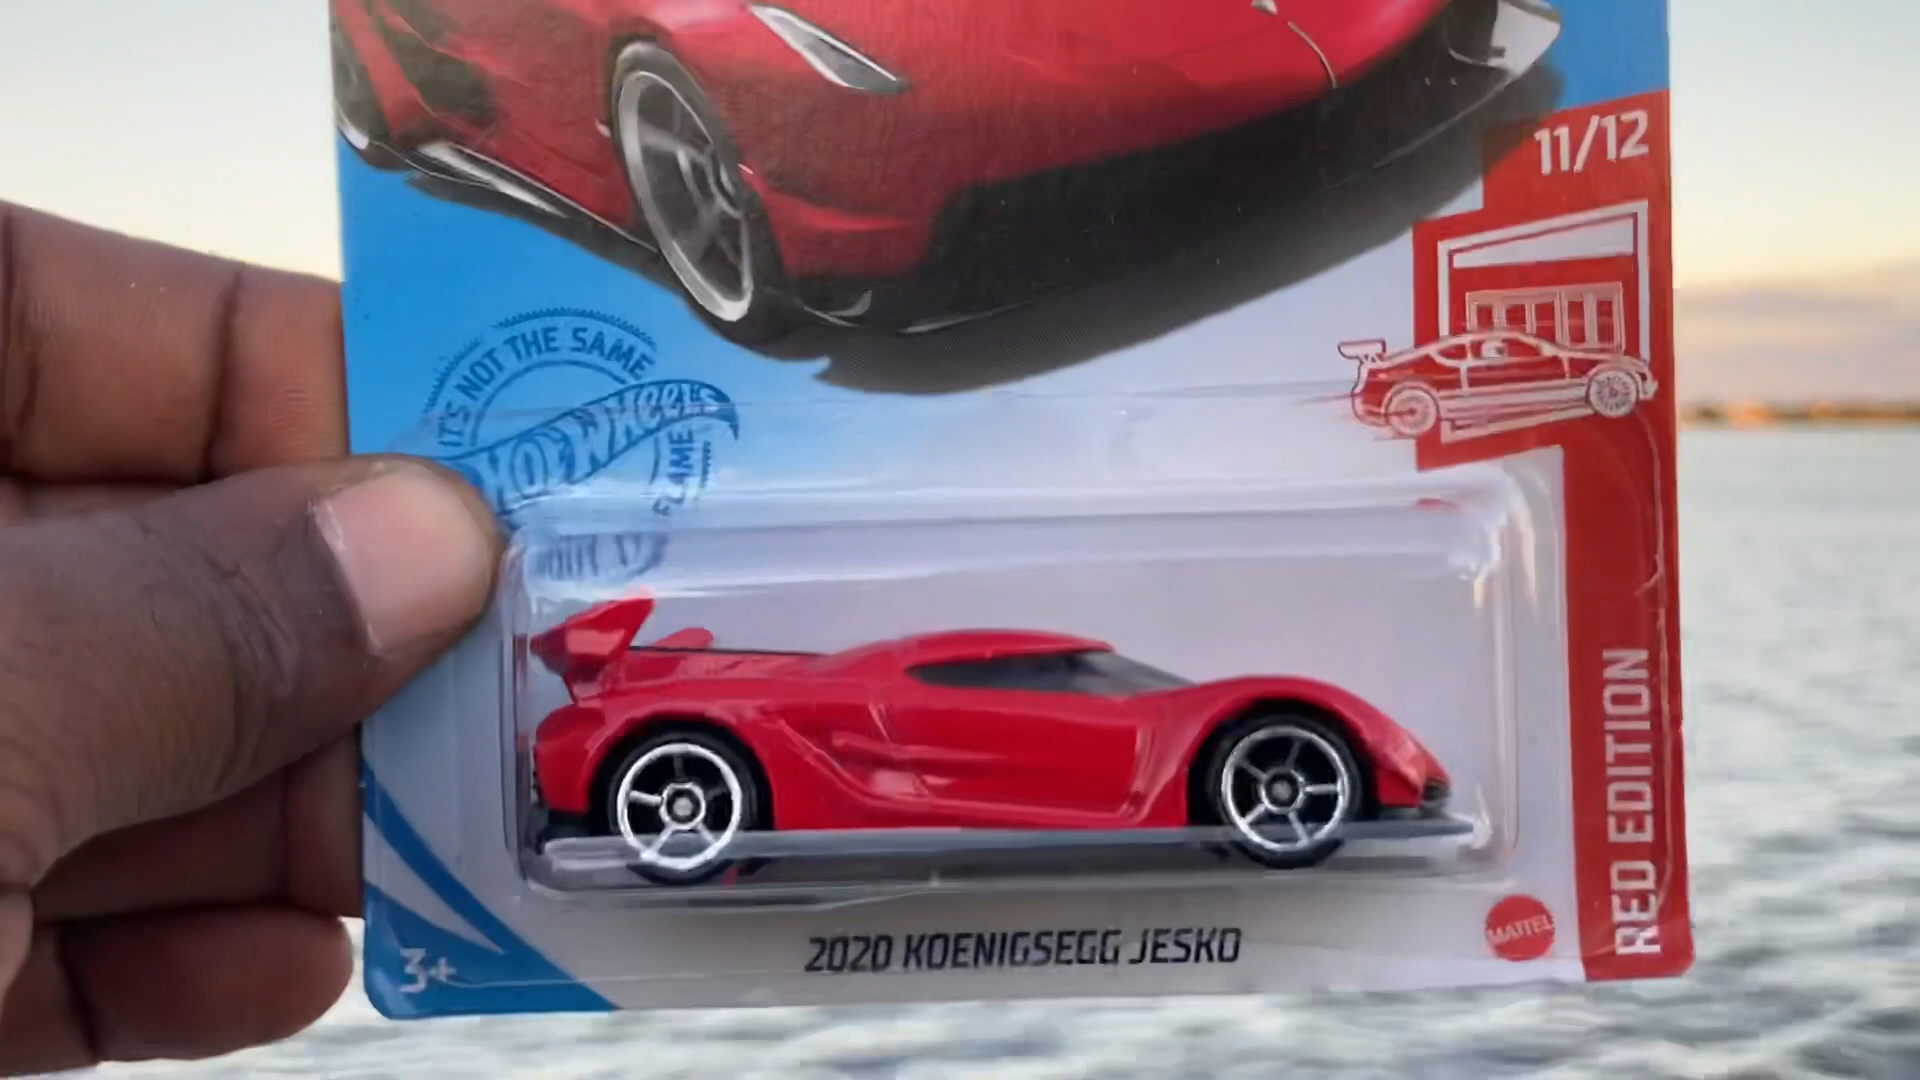 11/12
IT'S NOT THE SAME
HOT WHEELS
FLAME
RED EDITION
MATTEL
2020 KOENIGSEGG JESKO
3+